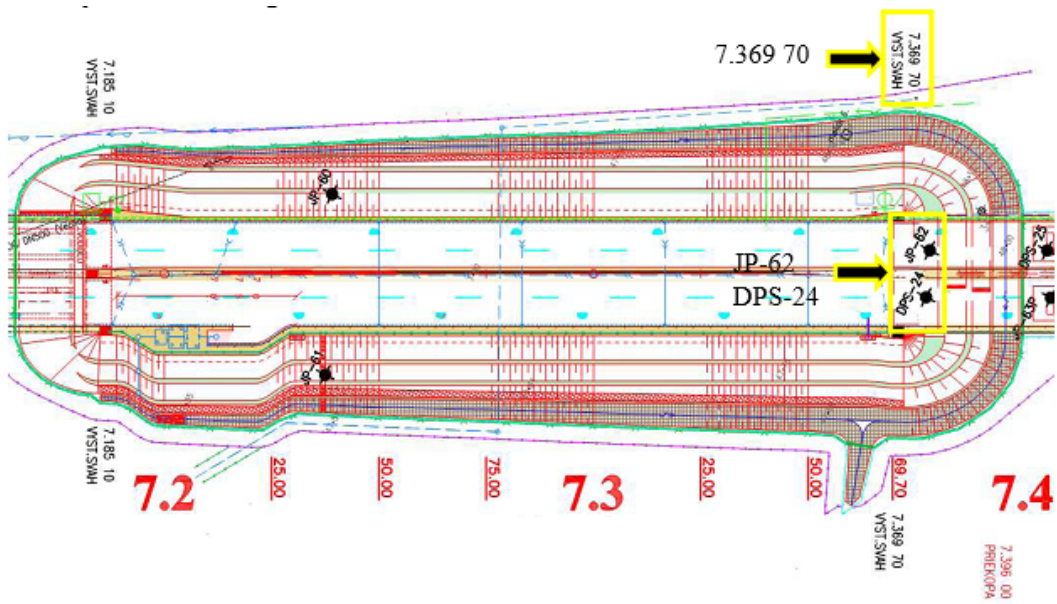 7.369 70
VYST.SVAH
7.369 70
7.185 10
VYST.SVAH
JP-60
JP-62
DPS-24
DPS-25
JP-62
DPS-24
JP-63P
JP-61
7.185 10
VYST.SVAH
7.2
25.00
50.00
75.00
7.3
25.00
50.00
69.70
7.4
7.369 70
VYST.SVAH
7.396 00
PRIEKOPA